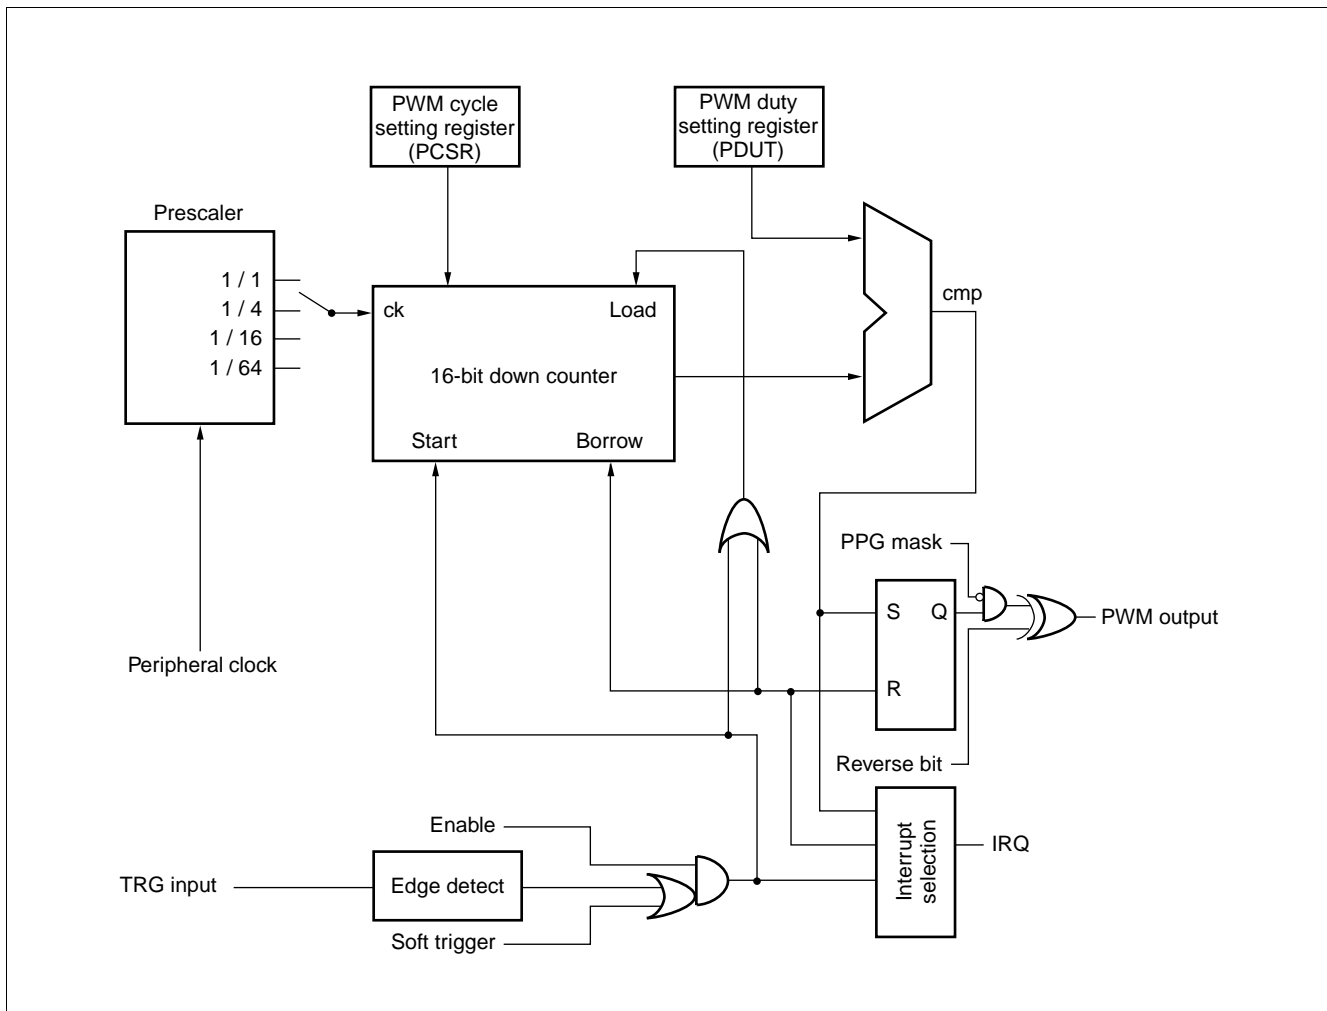 PWM cycle
setting register
(PCSR)
PWM duty
setting register
(PDUT)
Prescaler
1 / 1
1 / 4
1 / 16
1 / 64
ck
Load
16-bit down counter
Start
Borrow
cmp
PPG mask
S
Q
PWM output
R
Peripheral clock
Reverse bit
Enable
Interrupt
selection
IRQ
TRG input
Edge detect
Soft trigger